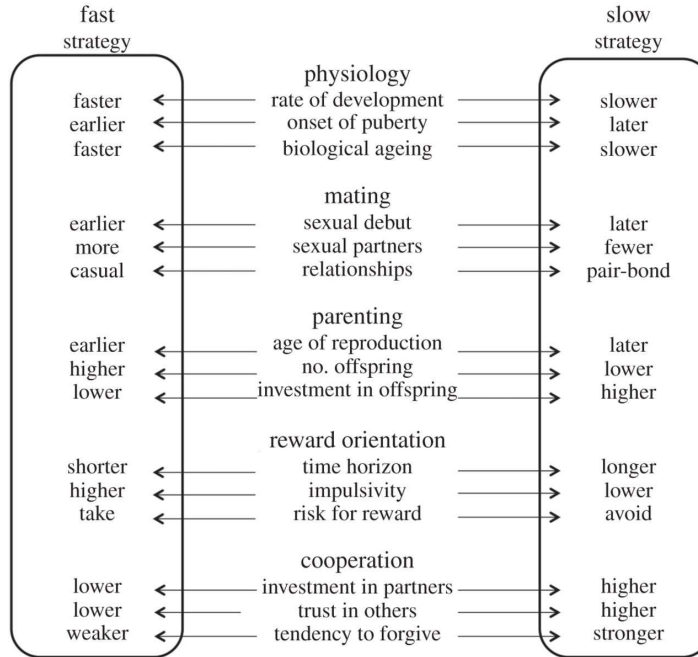 fast slow
strategy strategy
physiology
faster rate of development slower
earlier onset of puberty later
faster biological ageing slower
mating
earlier sexual debut later
more sexual partners fewer
casual relationships pair-bond
parenting
earlier age of reproduction later
higher no. offspring lower
lower investment in offspring higher
reward orientation
shorter time horizon longer
higher impulsivity lower
take risk for reward avoid
cooperation
lower investment in partners higher
lower trust in others higher
weaker tendency to forgive stronger